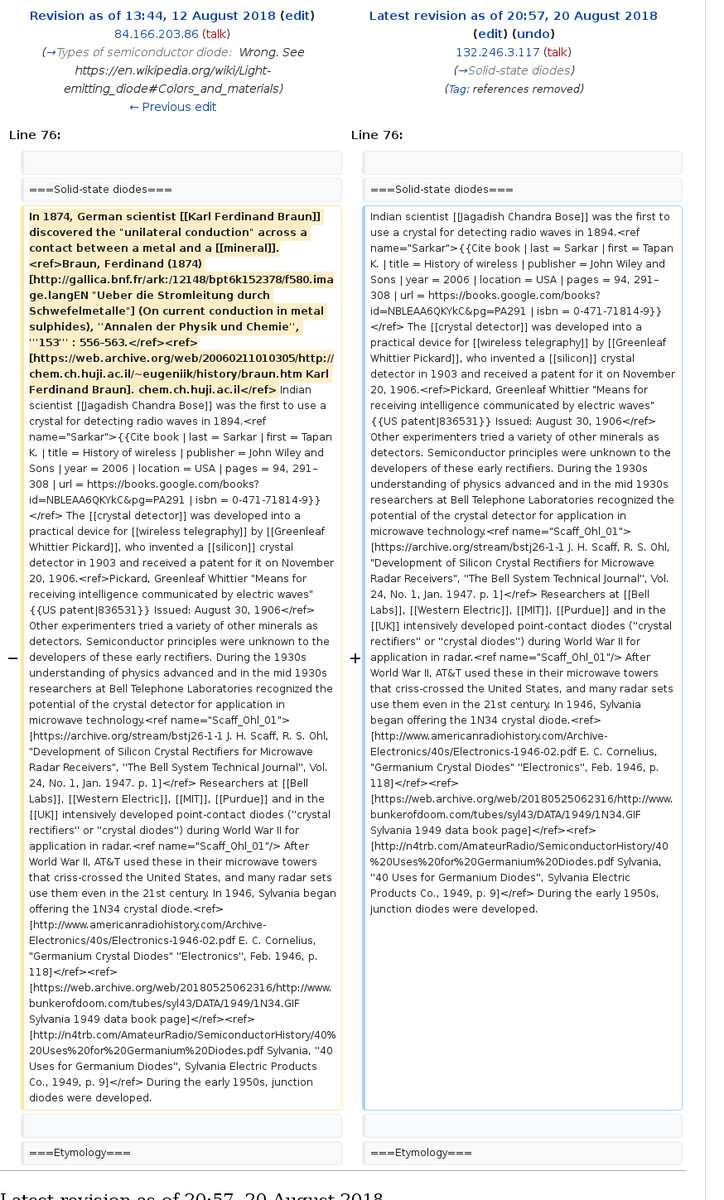 Revision as of 13:44, 12 August 2018 (edit)
84.166.203.86 (talk)
(→Types of semiconductor diode: Wrong. See
https://en.wikipedia.org/wiki/Light-
emitting_diode#Colors_and_materials)
← Previous edit
Latest revision as of 20:57, 20 August 2018
(edit) (undo)
132.246.3.117 (talk)
(→Solid-state diodes)
(Tag: references removed)
Line 76:
Line 76:
===Solid-state diodes===
===Solid-state diodes===
−
In 1874, German scientist [[Karl Ferdinand Braun]]
discovered the "unilateral conduction" across a
contact between a metal and a [[mineral]].
<ref>Braun, Ferdinand (1874)
[http://gallica.bnf.fr/ark:/12148/bpt6k152378/f580.ima
ge.langEN "Ueber die Stromleitung durch
Schwefelmetalle"] (On current conduction in metal
sulphides), ''Annalen der Physik und Chemie'',
'''153''' : 556–563.</ref><ref>
[https://web.archive.org/web/20060211010305/http://
chem.ch.huji.ac.il/~eugeniik/history/braun.htm Karl
Ferdinand Braun]. chem.ch.huji.ac.il</ref> Indian
scientist [[Jagadish Chandra Bose]] was the first to use a
crystal for detecting radio waves in 1894.<ref
name="Sarkar">{{Cite book | last = Sarkar | first = Tapan
K. | title = History of wireless | publisher = John Wiley and
Sons | year = 2006 | location = USA | pages = 94, 291–
308 | url = https://books.google.com/books?
id=NBLEAA6QKYkC&pg=PA291 | isbn = 0-471-71814-9}}
</ref> The [[crystal detector]] was developed into a
practical device for [[wireless telegraphy]] by [[Greenleaf
Whittier Pickard]], who invented a [[silicon]] crystal
detector in 1903 and received a patent for it on November
20, 1906.<ref>Pickard, Greenleaf Whittier "Means for
receiving intelligence communicated by electric waves"
{{US patent|836531}} Issued: August 30, 1906</ref>
Other experimenters tried a variety of other minerals as
detectors. Semiconductor principles were unknown to the
developers of these early rectifiers. During the 1930s
understanding of physics advanced and in the mid 1930s
researchers at Bell Telephone Laboratories recognized the
potential of the crystal detector for application in
microwave technology.<ref name="Scaff_Ohl_01">
[https://archive.org/stream/bstj26-1-1 J. H. Scaff, R. S. Ohl,
"Development of Silicon Crystal Rectifiers for Microwave
Radar Receivers", ''The Bell System Technical Journal'', Vol.
24, No. 1, Jan. 1947. p. 1]</ref> Researchers at [[Bell
Labs]], [[Western Electric]], [[MIT]], [[Purdue]] and in the
[[UK]] intensively developed point-contact diodes (''crystal
rectifiers'' or ''crystal diodes'') during World War II for
application in radar.<ref name="Scaff_Ohl_01"/> After
World War II, AT&T used these in their microwave towers
that criss-crossed the United States, and many radar sets
use them even in the 21st century. In 1946, Sylvania began
offering the 1N34 crystal diode.<ref>
[http://www.americanradiohistory.com/Archive-
Electronics/40s/Electronics-1946-02.pdf E. C. Cornelius,
"Germanium Crystal Diodes" ''Electronics'', Feb. 1946, p.
118]</ref><ref>
[https://web.archive.org/web/20180525062316/http://www.
bunkerofdoom.com/tubes/syl43/DATA/1949/1N34.GIF
Sylvania 1949 data book page]</ref><ref>
[http://n4trb.com/AmateurRadio/SemiconductorHistory/40%
20Uses%20for%20Germanium%20Diodes.pdf Sylvania, "40
Uses for Germanium Diodes", Sylvania Electric Products
Co., 1949, p. 9]</ref> During the early 1950s, junction
diodes were developed.
+
Indian scientist [[Jagadish Chandra Bose]] was the first to
use a crystal for detecting radio waves in 1894.<ref
name="Sarkar">{{Cite book | last = Sarkar | first = Tapan
K. | title = History of wireless | publisher = John Wiley and
Sons | year = 2006 | location = USA | pages = 94, 291–
308 | url = https://books.google.com/books?
id=NBLEAA6QKYkC&pg=PA291 | isbn = 0-471-71814-9}}
</ref> The [[crystal detector]] was developed into a
practical device for [[wireless telegraphy]] by [[Greenleaf
Whittier Pickard]], who invented a [[silicon]] crystal
detector in 1903 and received a patent for it on November
20, 1906.<ref>Pickard, Greenleaf Whittier "Means for
receiving intelligence communicated by electric waves"
{{US patent|836531}} Issued: August 30, 1906</ref>
Other experimenters tried a variety of other minerals as
detectors. Semiconductor principles were unknown to the
developers of these early rectifiers. During the 1930s
understanding of physics advanced and in the mid 1930s
researchers at Bell Telephone Laboratories recognized the
potential of the crystal detector for application in
microwave technology.<ref name="Scaff_Ohl_01">
[https://archive.org/stream/bstj26-1-1 J. H. Scaff, R. S. Ohl,
"Development of Silicon Crystal Rectifiers for Microwave
Radar Receivers", ''The Bell System Technical Journal'', Vol.
24, No. 1, Jan. 1947. p. 1]</ref> Researchers at [[Bell
Labs]], [[Western Electric]], [[MIT]], [[Purdue]] and in the
[[UK]] intensively developed point-contact diodes (''crystal
rectifiers'' or ''crystal diodes'') during World War II for
application in radar.<ref name="Scaff_Ohl_01"/> After
World War II, AT&T used these in their microwave towers
that criss-crossed the United States, and many radar sets
use them even in the 21st century. In 1946, Sylvania
began offering the 1N34 crystal diode.<ref>
[http://www.americanradiohistory.com/Archive-
Electronics/40s/Electronics-1946-02.pdf E. C. Cornelius,
"Germanium Crystal Diodes" ''Electronics'', Feb. 1946, p.
118]</ref><ref>
[https://web.archive.org/web/20180525062316/http://www.
bunkerofdoom.com/tubes/syl43/DATA/1949/1N34.GIF
Sylvania 1949 data book page]</ref><ref>
[http://n4trb.com/AmateurRadio/SemiconductorHistory/40
%20Uses%20for%20Germanium%20Diodes.pdf Sylvania,
"40 Uses for Germanium Diodes", Sylvania Electric
Products Co., 1949, p. 9]</ref> During the early 1950s,
junction diodes were developed.
===Etymology===
===Etymology===
Latest revision as of 20:57, 20 August 2018